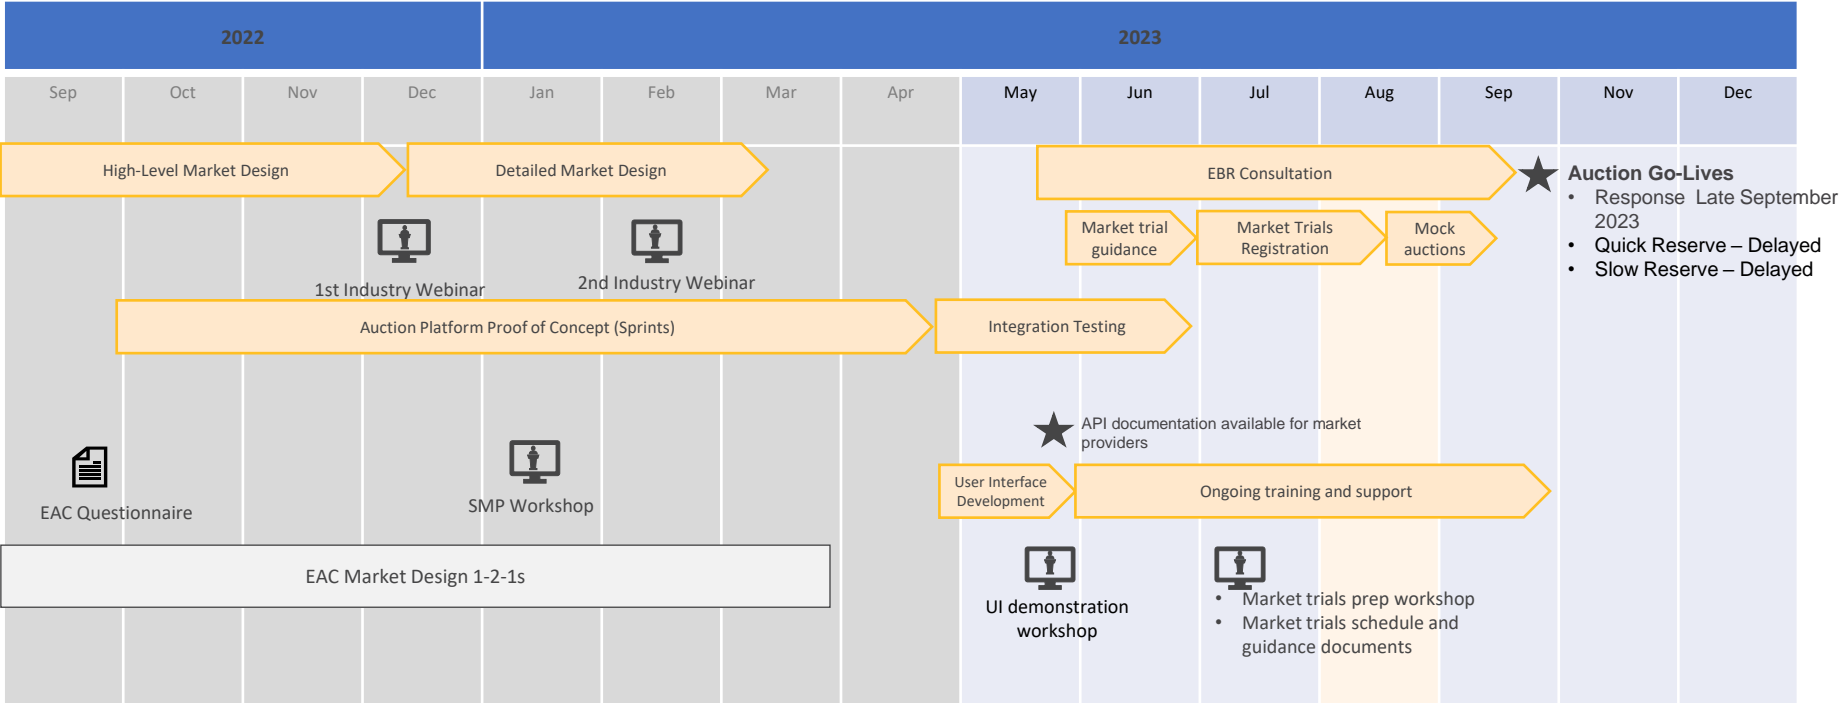 2022
2023
Sep
Oct
Nov
Dec
Jan
Feb
Mar
Apr
May
Jun
Jul
Aug
Sep
Nov
Dec
High-Level Market Design
Detailed Market Design
EBR Consultation
Auction Go-Lives
• Response Late September
2023
• Quick Reserve – Delayed
• Slow Reserve – Delayed
Market trial
guidance
Market Trials
Registration
Mock
auctions
1st Industry Webinar
2nd Industry Webinar
Auction Platform Proof of Concept (Sprints)
Integration Testing
API documentation available for market
providers
EAC Questionnaire
SMP Workshop
User Interface
Development
Ongoing training and support
EAC Market Design 1-2-1s
UI demonstration
workshop
• Market trials prep workshop
• Market trials schedule and
guidance documents